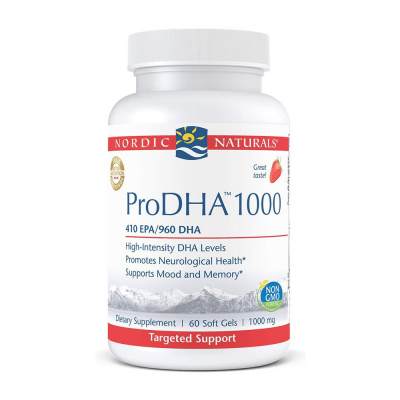 NORDIC NATURALS®
Great
taste!
ProDHA™ 1000
410 EPA/960 DHA
High-Intensity DHA Levels
Promotes Neurological Health*
Supports Mood and Memory*
NON
GMO
Dietary Supplement | 60 Soft Gels | 1000 mg
Targeted Support